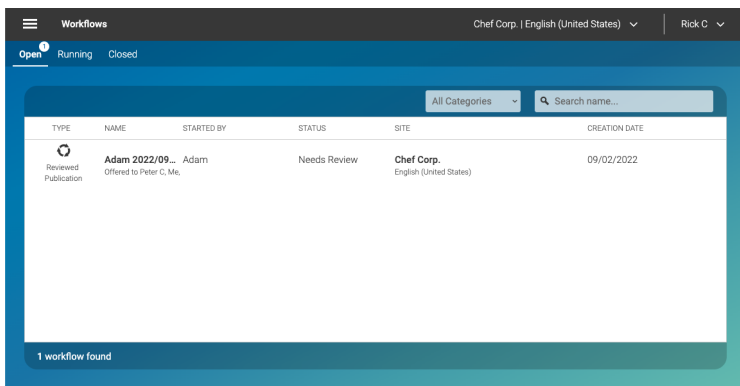 Workflows
Chef Corp. | English (United States)
Rick C
Open 1
Running
Closed
All Categories
Search name...
TYPE NAME STARTED BY STATUS SITE CREATION DATE
Reviewed
Publication
Adam 2022/09... Adam Needs Review Chef Corp. 09/02/2022
Offered to Peter C, Me,
English (United States)
1 workflow found